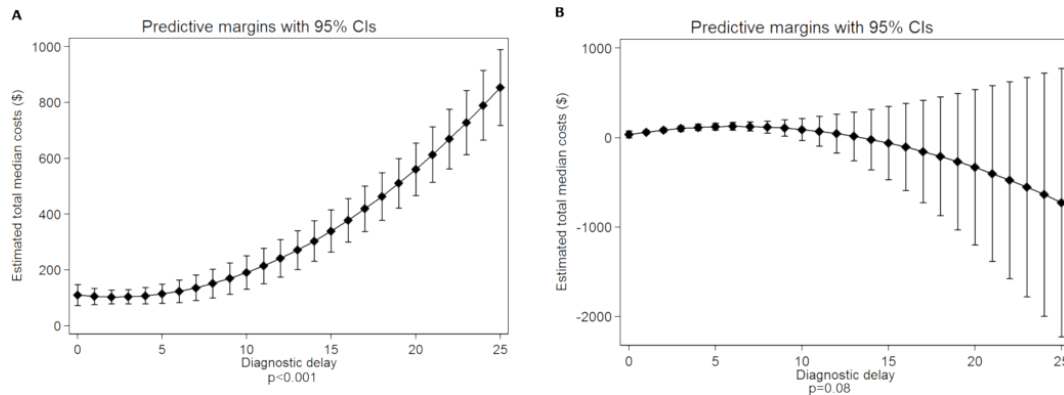 A
Predictive margins with 95% CIs
Estimated total median costs ($)
1000
800
600
400
200
0
0 5 10 15 20 25
Diagnostic delay
p<0.001
B
Predictive margins with 95% CIs
Estimated total median costs ($)
1000
0
-1000
-2000
0 5 10 15 20 25
Diagnostic delay
p=0.08